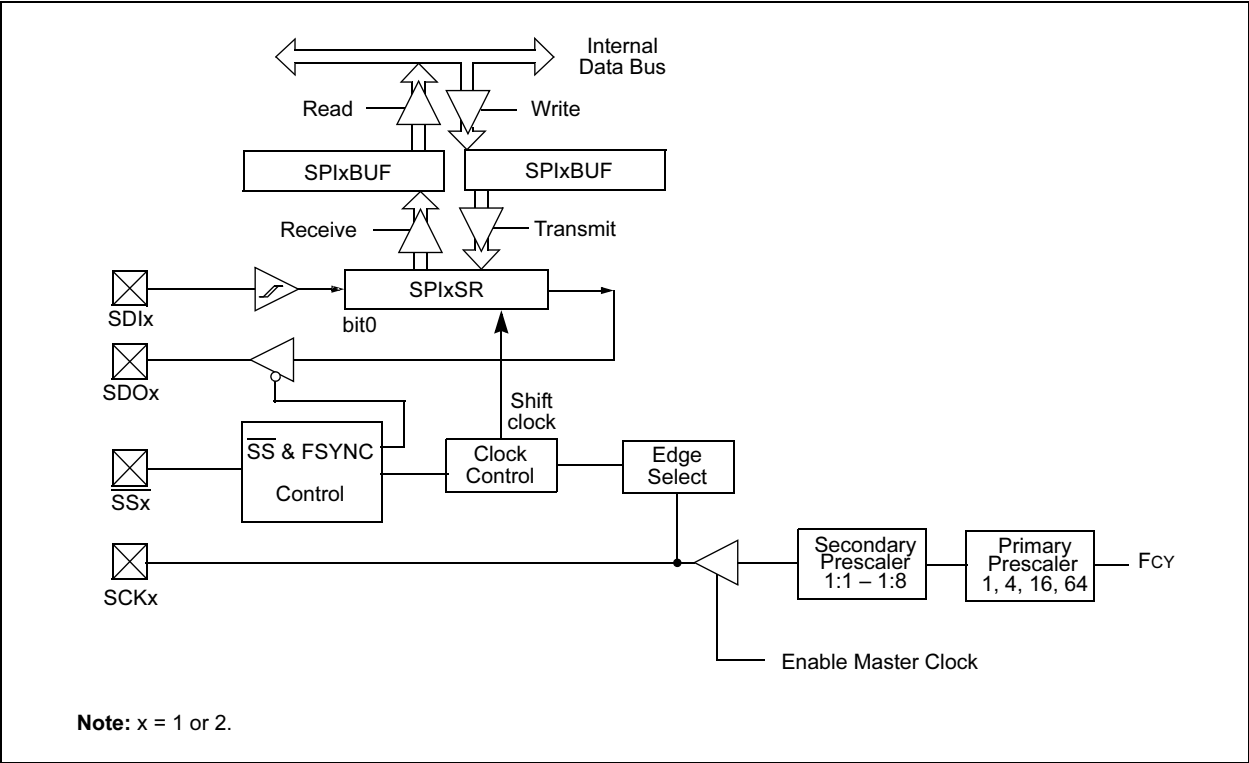 Internal
Data Bus
Read
Write
SPIxBUF
SPIxBUF
Receive
Transmit
SDIx
SPIxSR
bit0
SDOx
Shift
clock
SS & FSYNC
Control
Clock
Control
Edge
Select
SSx
SCKx
Secondary
Prescaler
1:1 – 1:8
Primary
Prescaler
1, 4, 16, 64
FCY
Enable Master Clock
Note: x = 1 or 2.